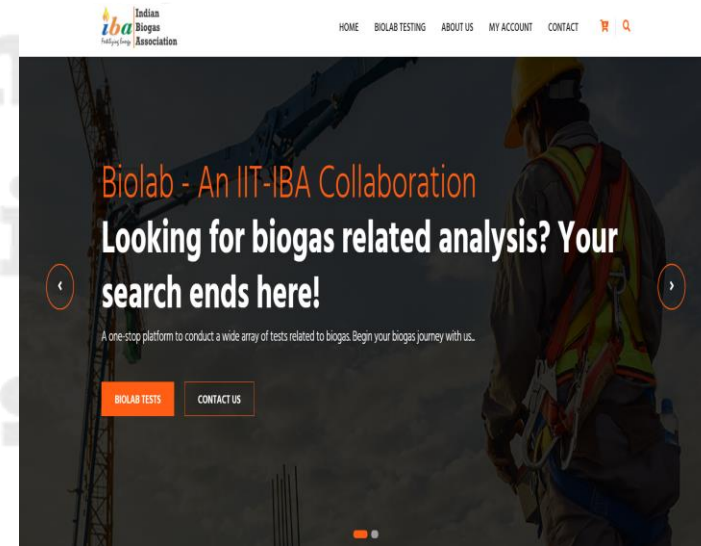 iba
Indian
Biogas
Association
Fortifying Energy
HOME BIOLAB TESTING ABOUT US MY ACCOUNT CONTACT
Biolab - An IIT-IBA Collaboration
Looking for biogas related analysis? Your
search ends here!
A one-stop platform to conduct a wide array of tests related to biogas. Begin your biogas journey with us..
BIOLAB TESTS CONTACT US